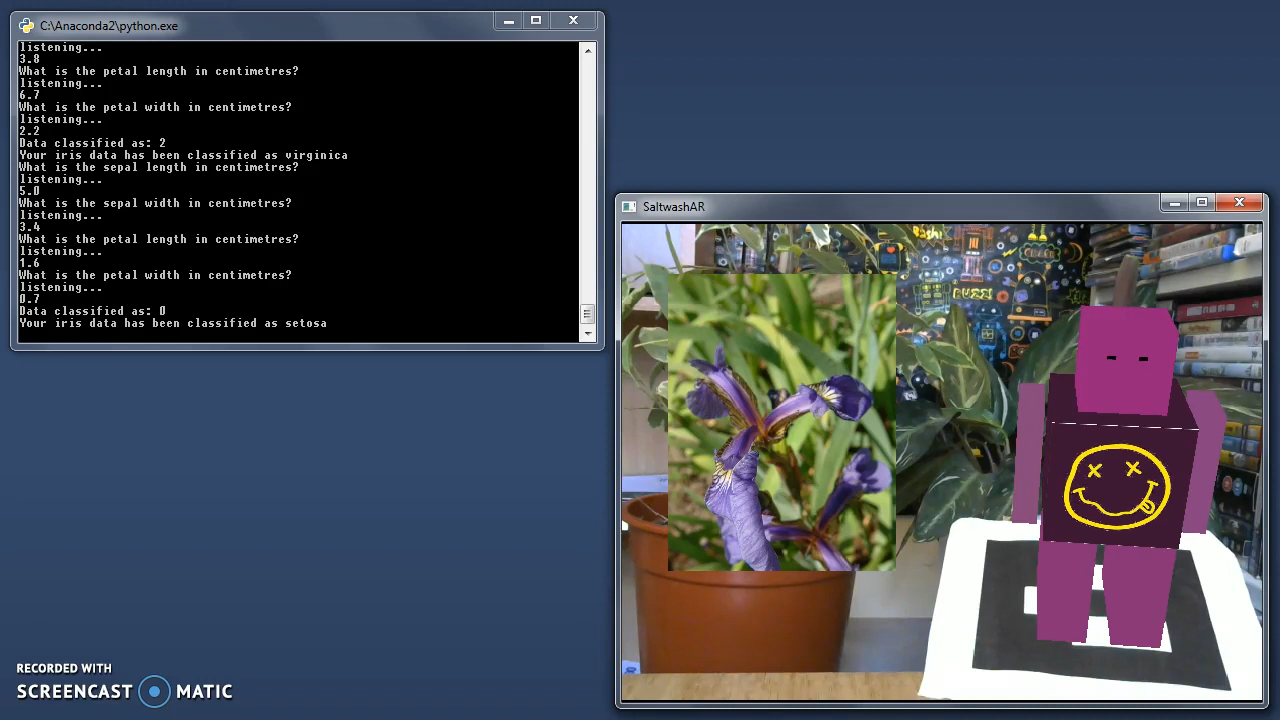 C:\Anaconda2\python.exe
listening...
3.8
What is the petal length in centimetres?
listening...
6.7
What is the petal width in centimetres?
listening...
2.2
Data classified as: 2
Your iris data has been classified as virginica
What is the sepal length in centimetres?
listening...
5.0
What is the sepal width in centimetres?
listening...
3.4
What is the petal length in centimetres?
listening...
1.6
What is the petal width in centimetres?
listening...
0.7
Data classified as: 0
Your iris data has been classified as setosa
SaltwashAR
BUZZ!
RECORDED WITH
SCREENCAST MATIC